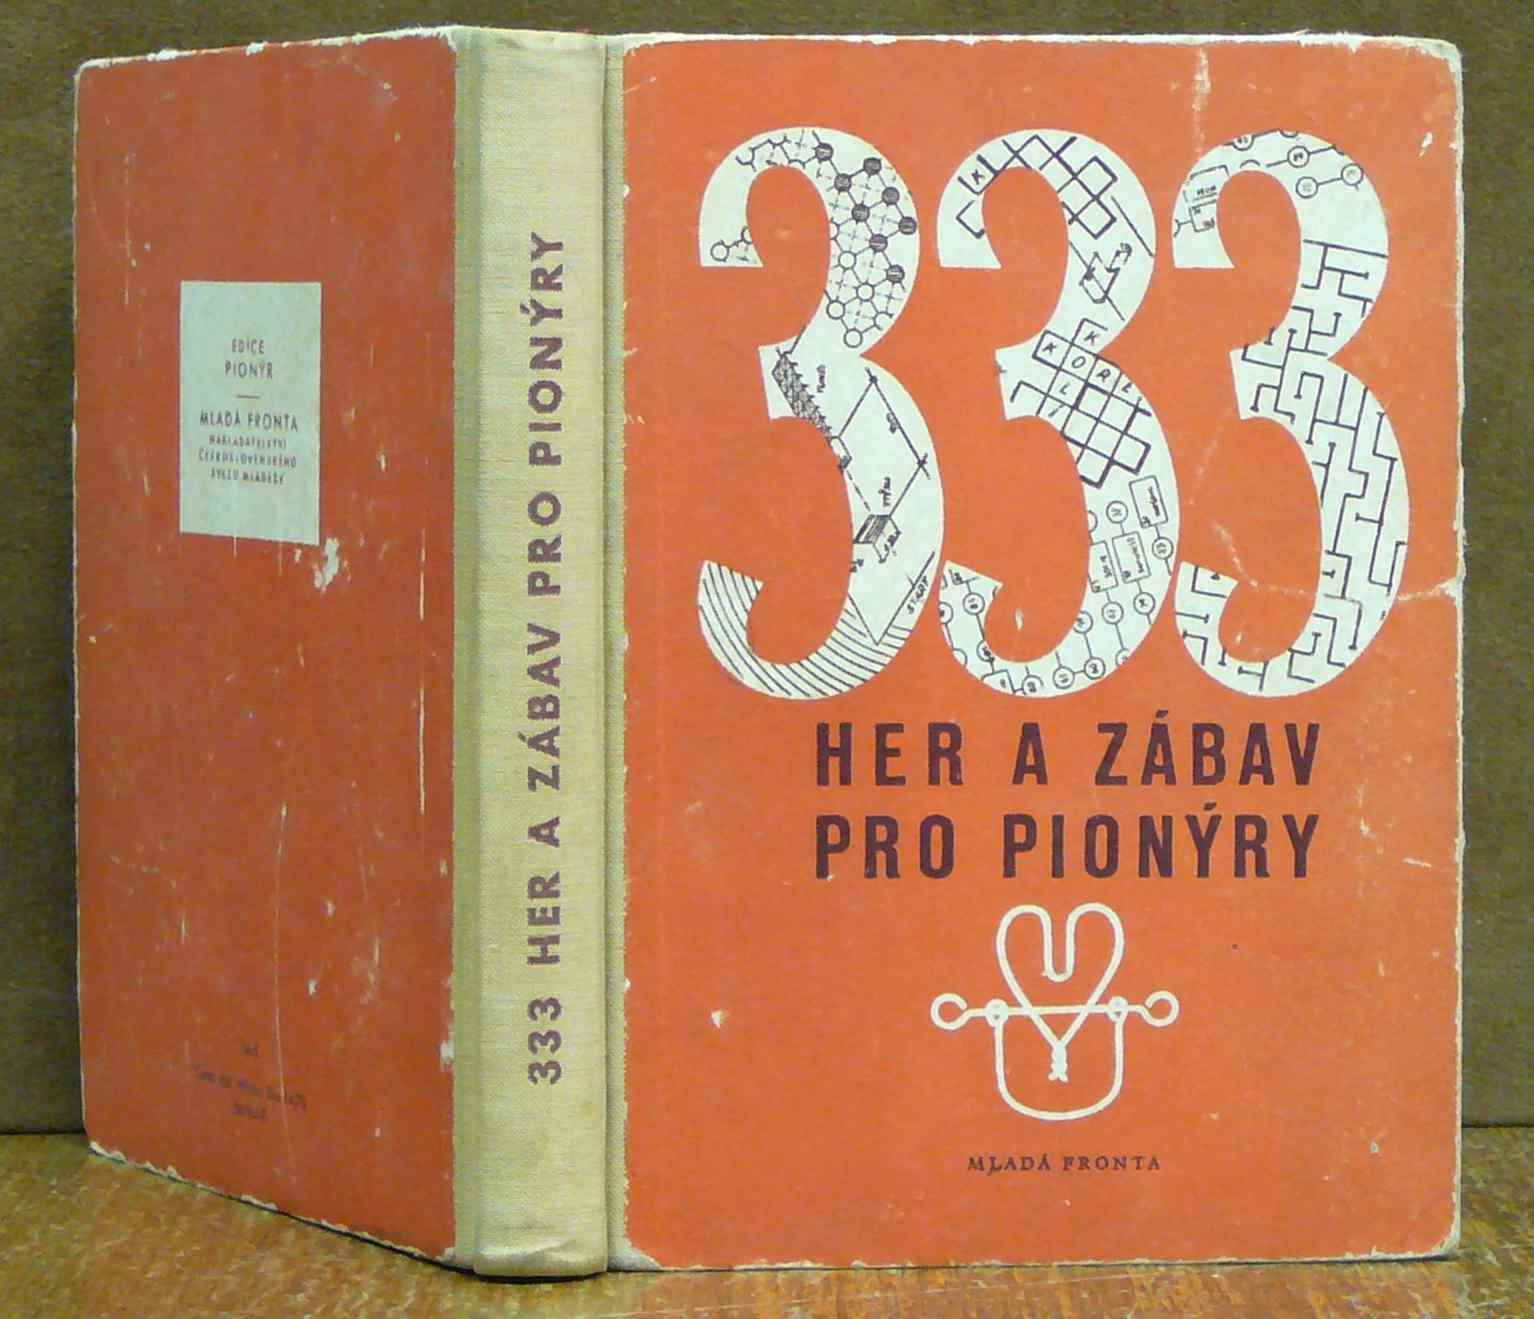 EDICE
PIONÝR
MLADÁ FRONTA
NAKLADATELSTVÍ
ČESKOSLOVENSKÉHO
SVAZU MLÁDEŽE
333 HER A ZÁBAV PRO PIONÝRY
333
K
K
K O R L
L
L
START
HER A ZÁBAV
PRO PIONÝRY
MLADÁ FRONTA